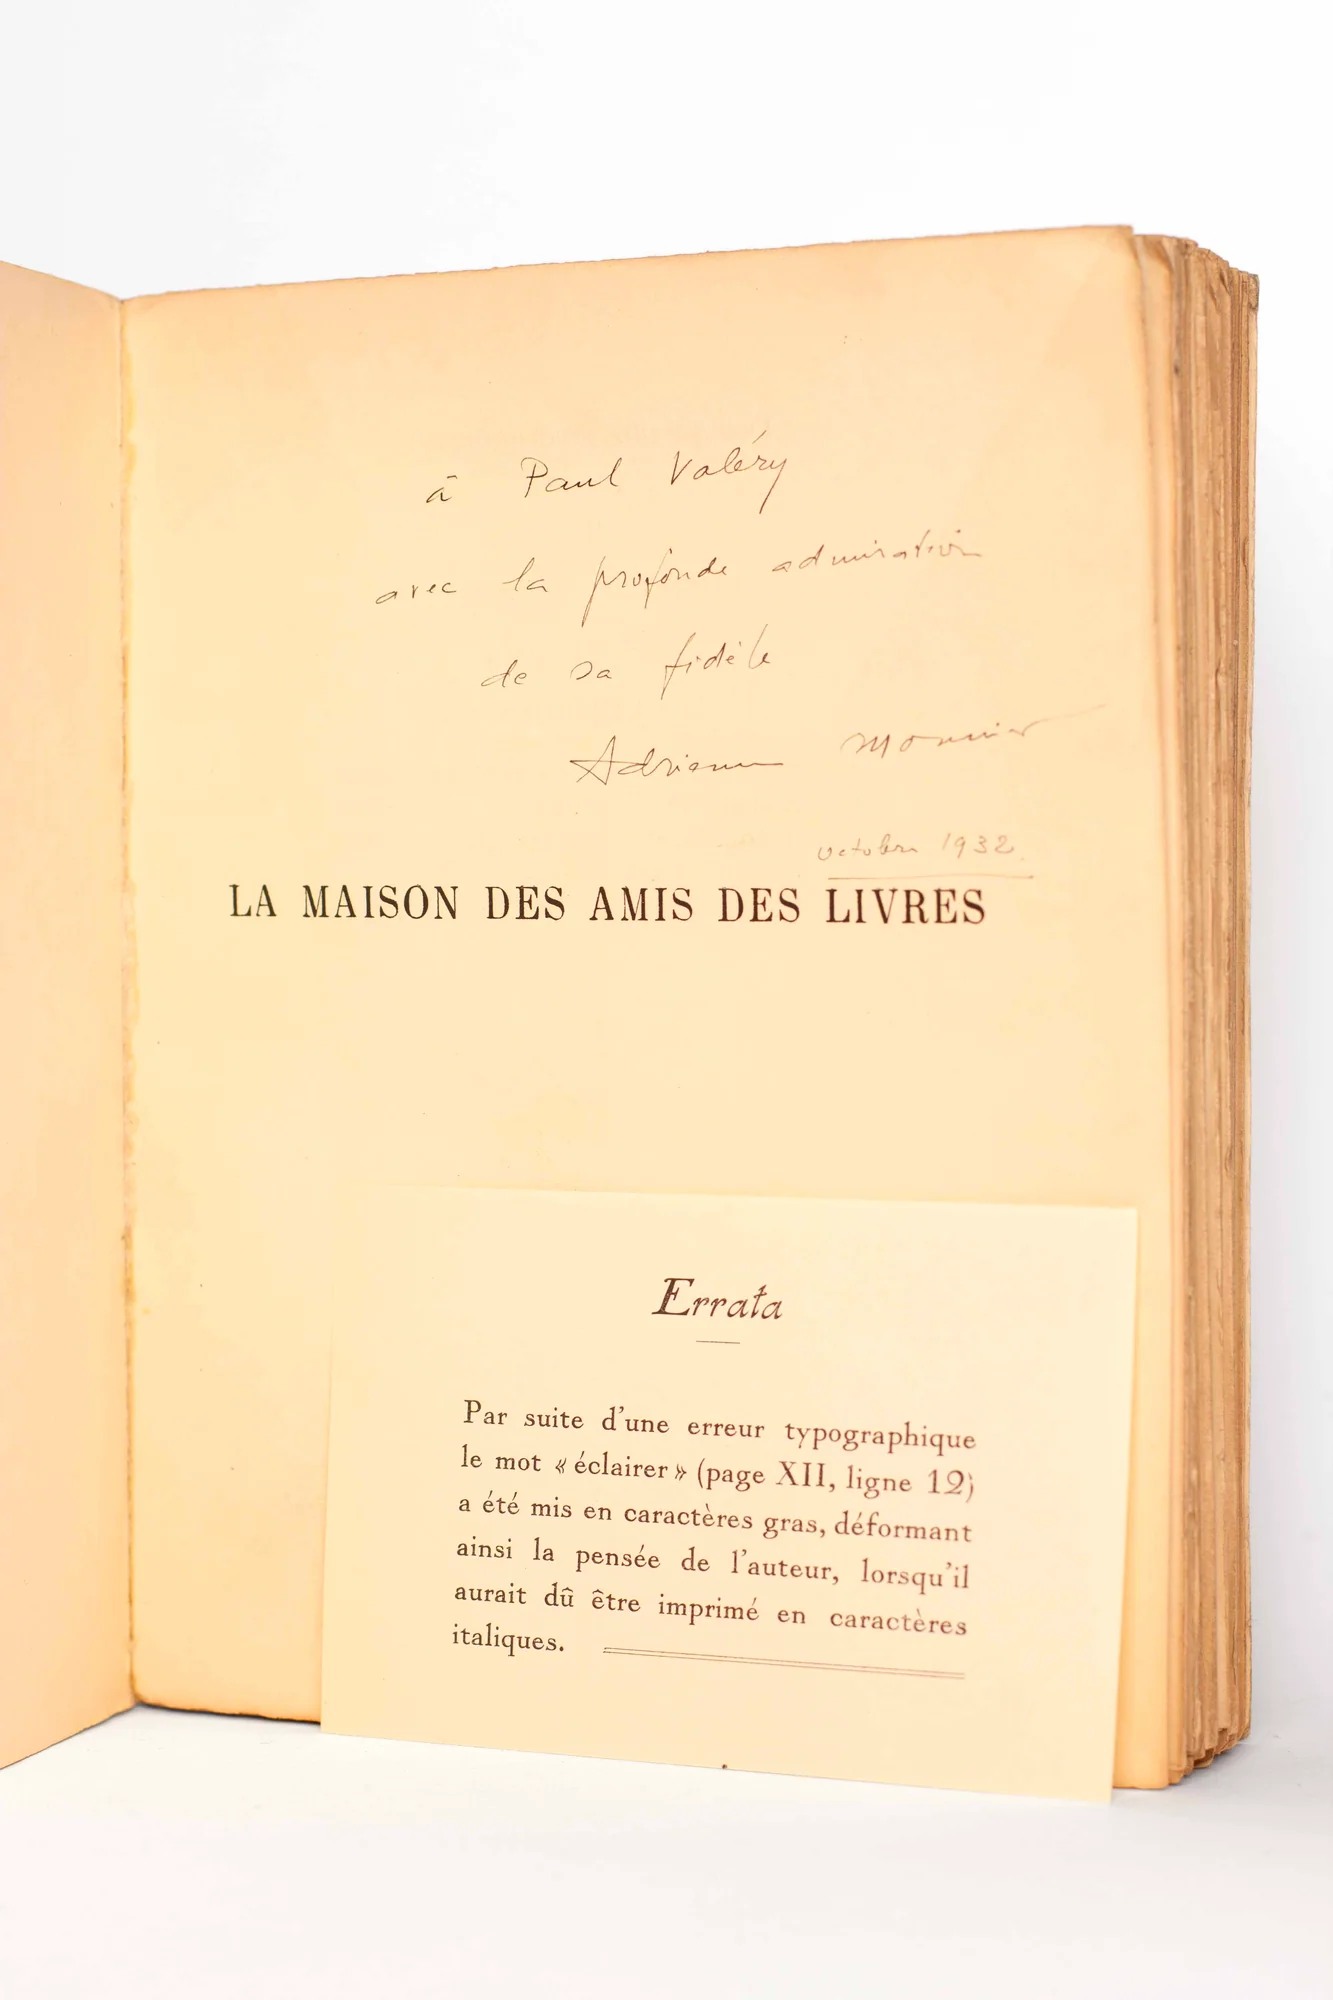 à Paul Valéry
avec la profonde admiration
de sa fidèle
Adrienne Monnier
octobre 1932.
LA MAISON DES AMIS DES LIVRES
Errata
Par suite d'une erreur typographique
le mot « éclairer » (page XII, ligne 12)
a été mis en caractères gras, déformant
ainsi la pensée de l'auteur, lorsqu'il
aurait dû être imprimé en caractères
italiques.